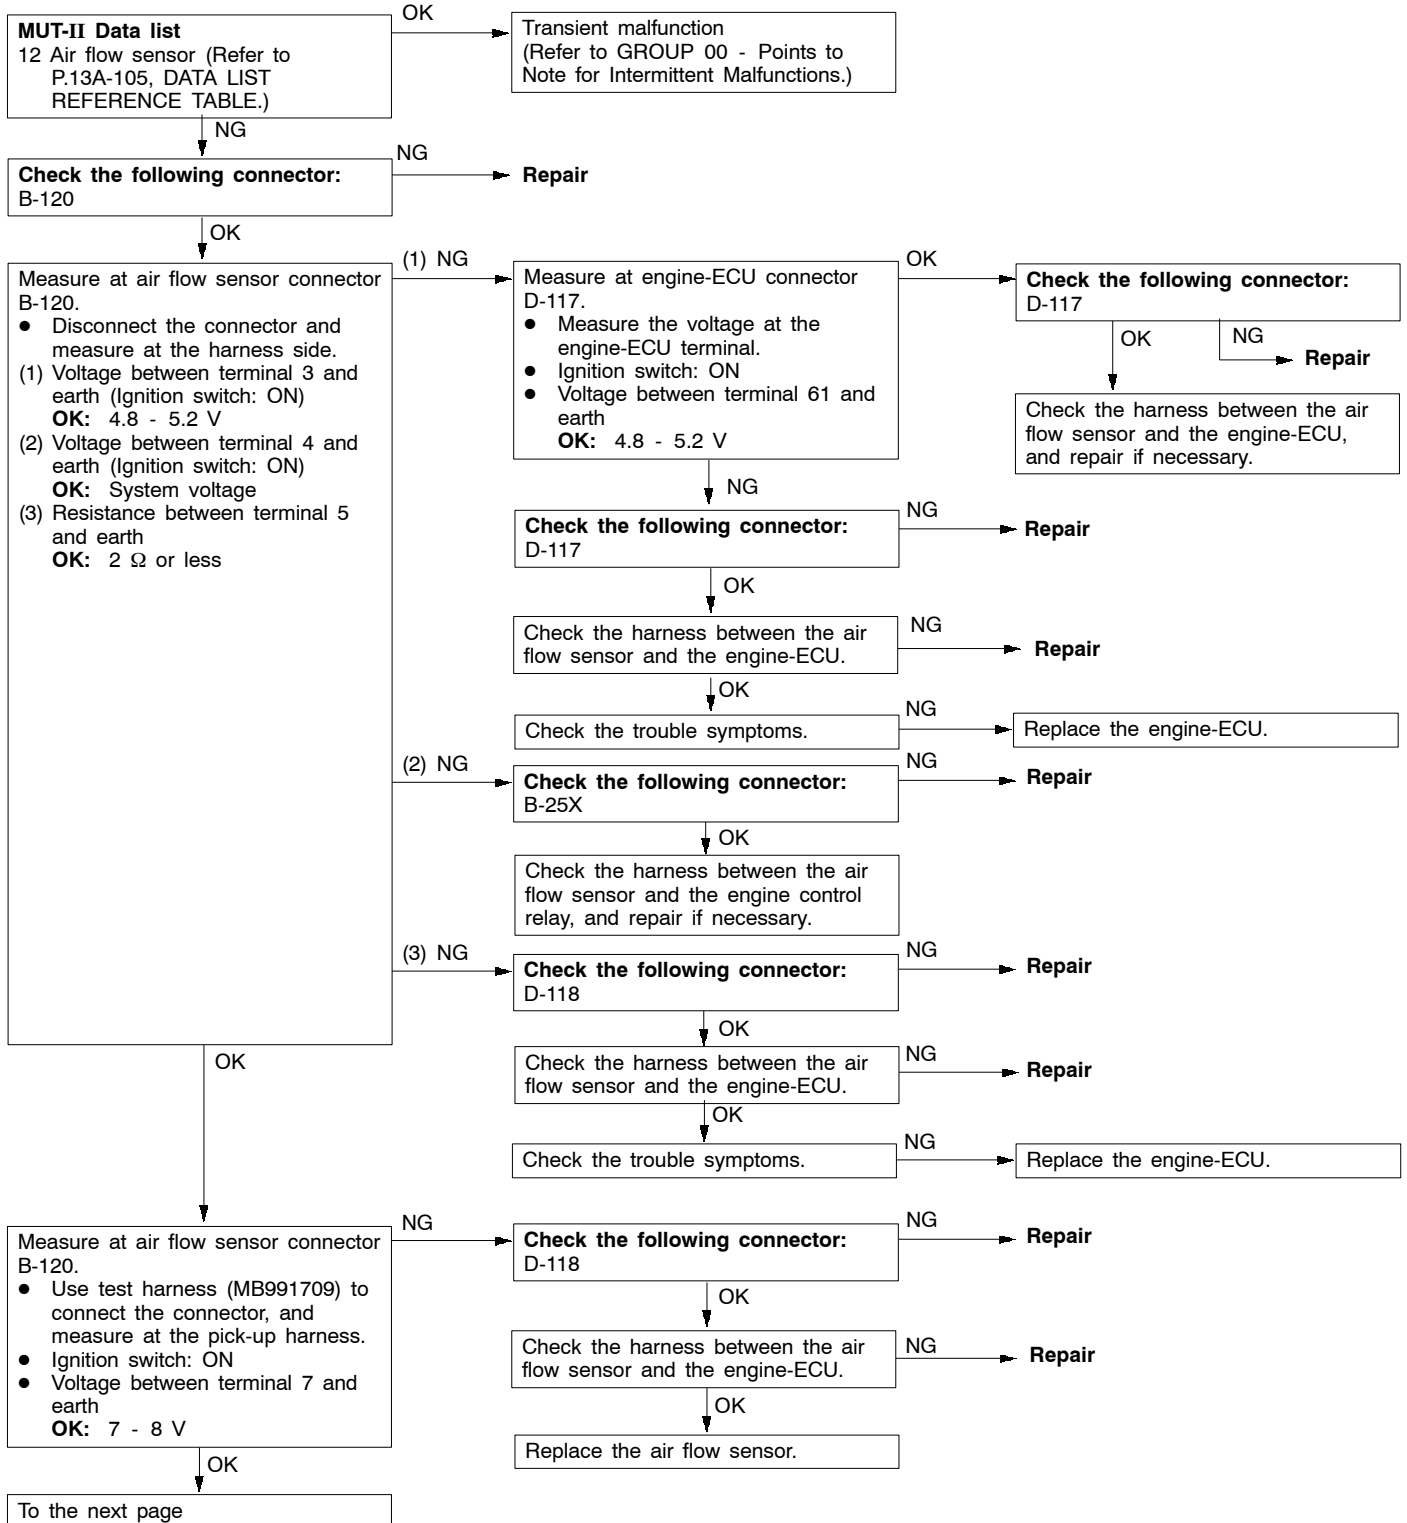 MUT-II Data list
12 Air flow sensor (Refer to
P.13A-105, DATA LIST
REFERENCE TABLE.)
OK
Transient malfunction
(Refer to GROUP 00 - Points to
Note for Intermittent Malfunctions.)
NG
Check the following connector:
B-120
NG
Repair
OK
Measure at air flow sensor connector
B-120.
● Disconnect the connector and
measure at the harness side.
(1) Voltage between terminal 3 and
earth (Ignition switch: ON)
OK: 4.8 - 5.2 V
(2) Voltage between terminal 4 and
earth (Ignition switch: ON)
OK: System voltage
(3) Resistance between terminal 5
and earth
OK: 2 Ω or less
(1) NG
Measure at engine-ECU connector
D-117.
● Measure the voltage at the
engine-ECU terminal.
● Ignition switch: ON
● Voltage between terminal 61 and
earth
OK: 4.8 - 5.2 V
OK
Check the following connector:
D-117
OK
NG
Repair
Check the harness between the air
flow sensor and the engine-ECU,
and repair if necessary.
NG
Check the following connector:
D-117
NG
Repair
OK
Check the harness between the air
flow sensor and the engine-ECU.
NG
Repair
OK
Check the trouble symptoms.
NG
Replace the engine-ECU.
(2) NG
Check the following connector:
B-25X
NG
Repair
OK
Check the harness between the air
flow sensor and the engine control
relay, and repair if necessary.
(3) NG
Check the following connector:
D-118
NG
Repair
OK
Check the harness between the air
flow sensor and the engine-ECU.
NG
Repair
OK
Check the trouble symptoms.
NG
Replace the engine-ECU.
OK
Measure at air flow sensor connector
B-120.
● Use test harness (MB991709) to
connect the connector, and
measure at the pick-up harness.
● Ignition switch: ON
● Voltage between terminal 7 and
earth
OK: 7 - 8 V
NG
Check the following connector:
D-118
NG
Repair
OK
Check the harness between the air
flow sensor and the engine-ECU.
NG
Repair
OK
Replace the air flow sensor.
OK
To the next page